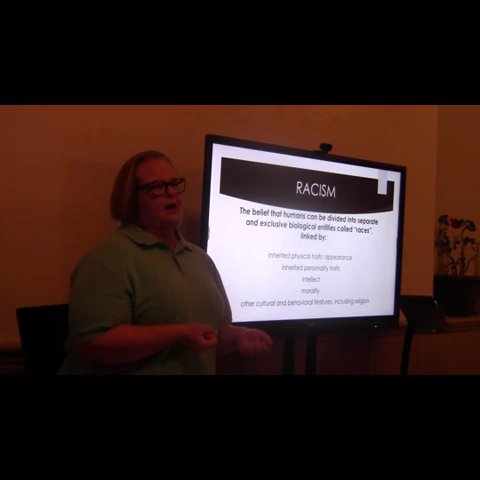 RACISM
The belief that humans can be divided into separate
and exclusive biological entities called "races",
linked by:
inherited physical traits: appearance
inherited personality traits
intellect
morality
other cultural and behavioral features, including religion